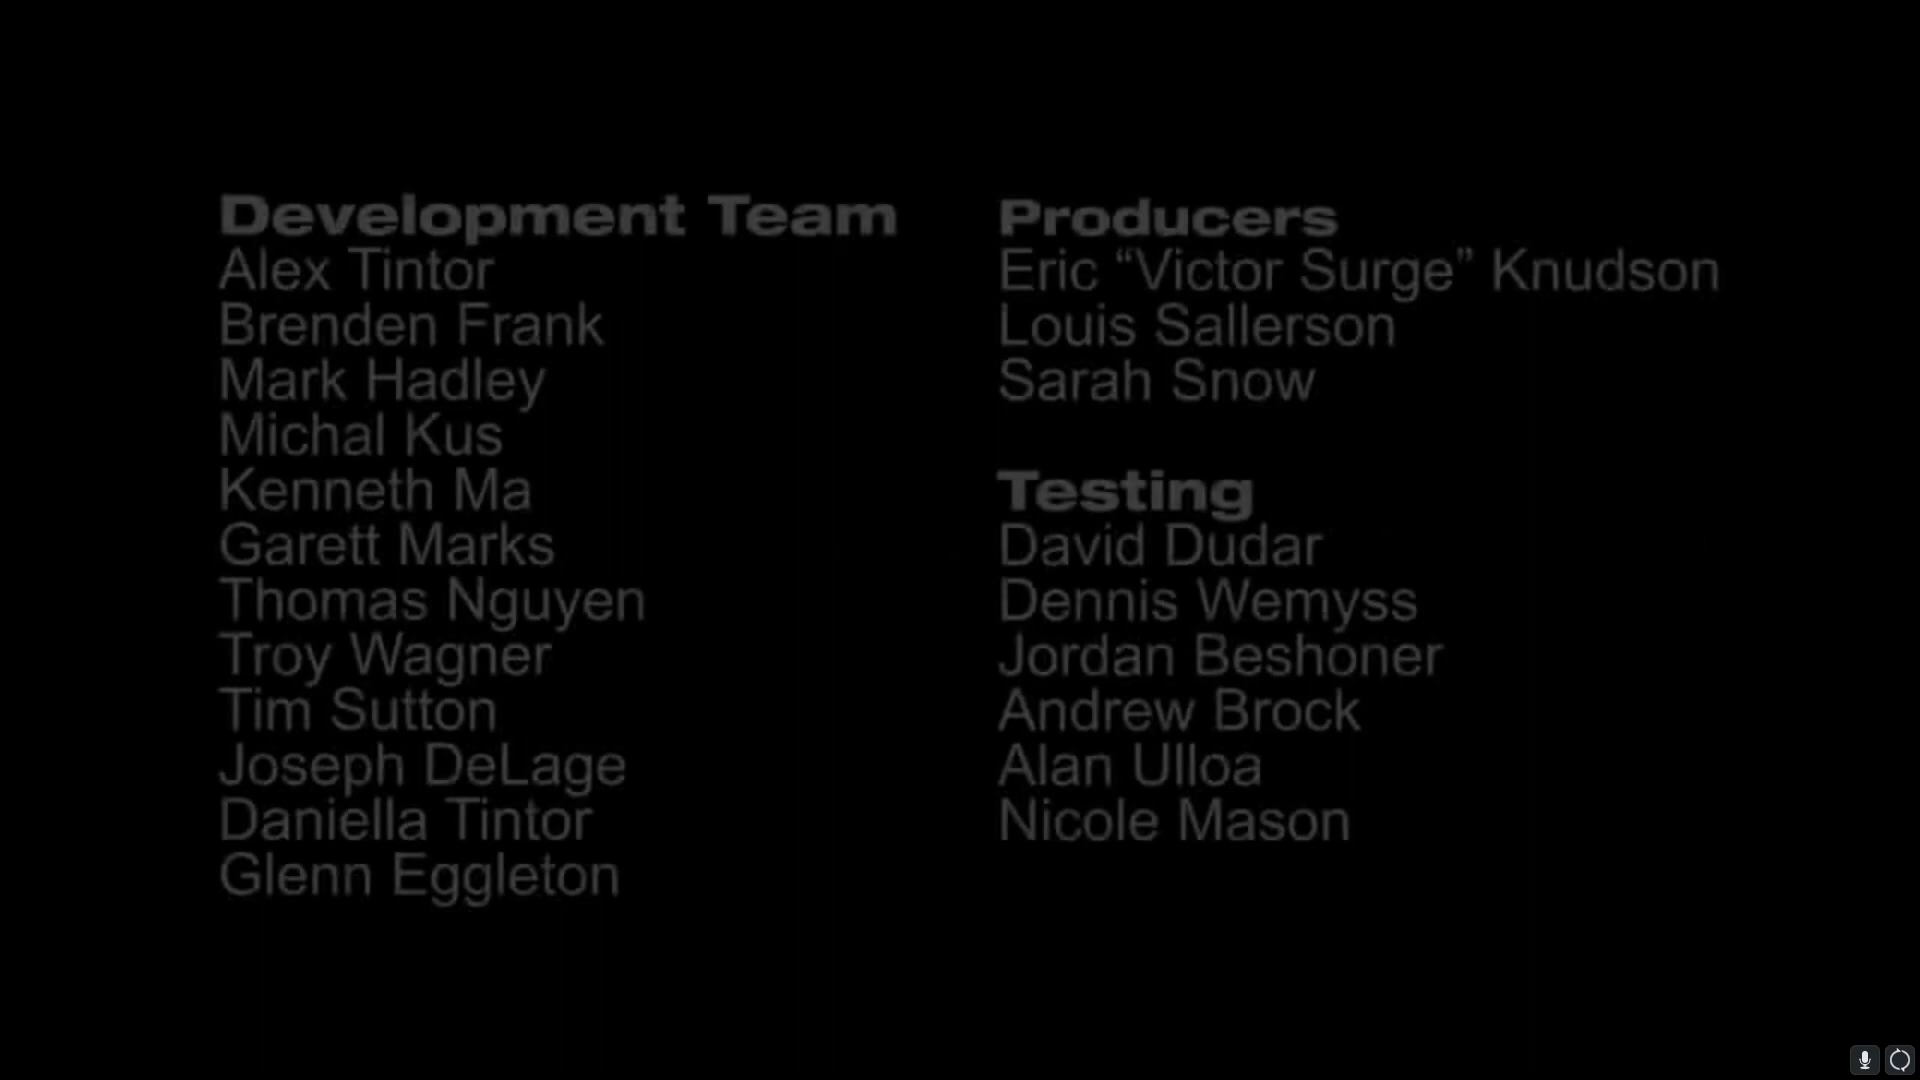 Development Team
Alex Tintor
Brenden Frank
Mark Hadley
Michal Kus
Kenneth Ma
Garett Marks
Thomas Nguyen
Troy Wagner
Tim Sutton
Joseph DeLage
Daniella Tintor
Glenn Eggleton
Producers
Eric “Victor Surge” Knudson
Louis Sallerson
Sarah Snow
Testing
David Dudar
Dennis Wemyss
Jordan Beshoner
Andrew Brock
Alan Ulloa
Nicole Mason